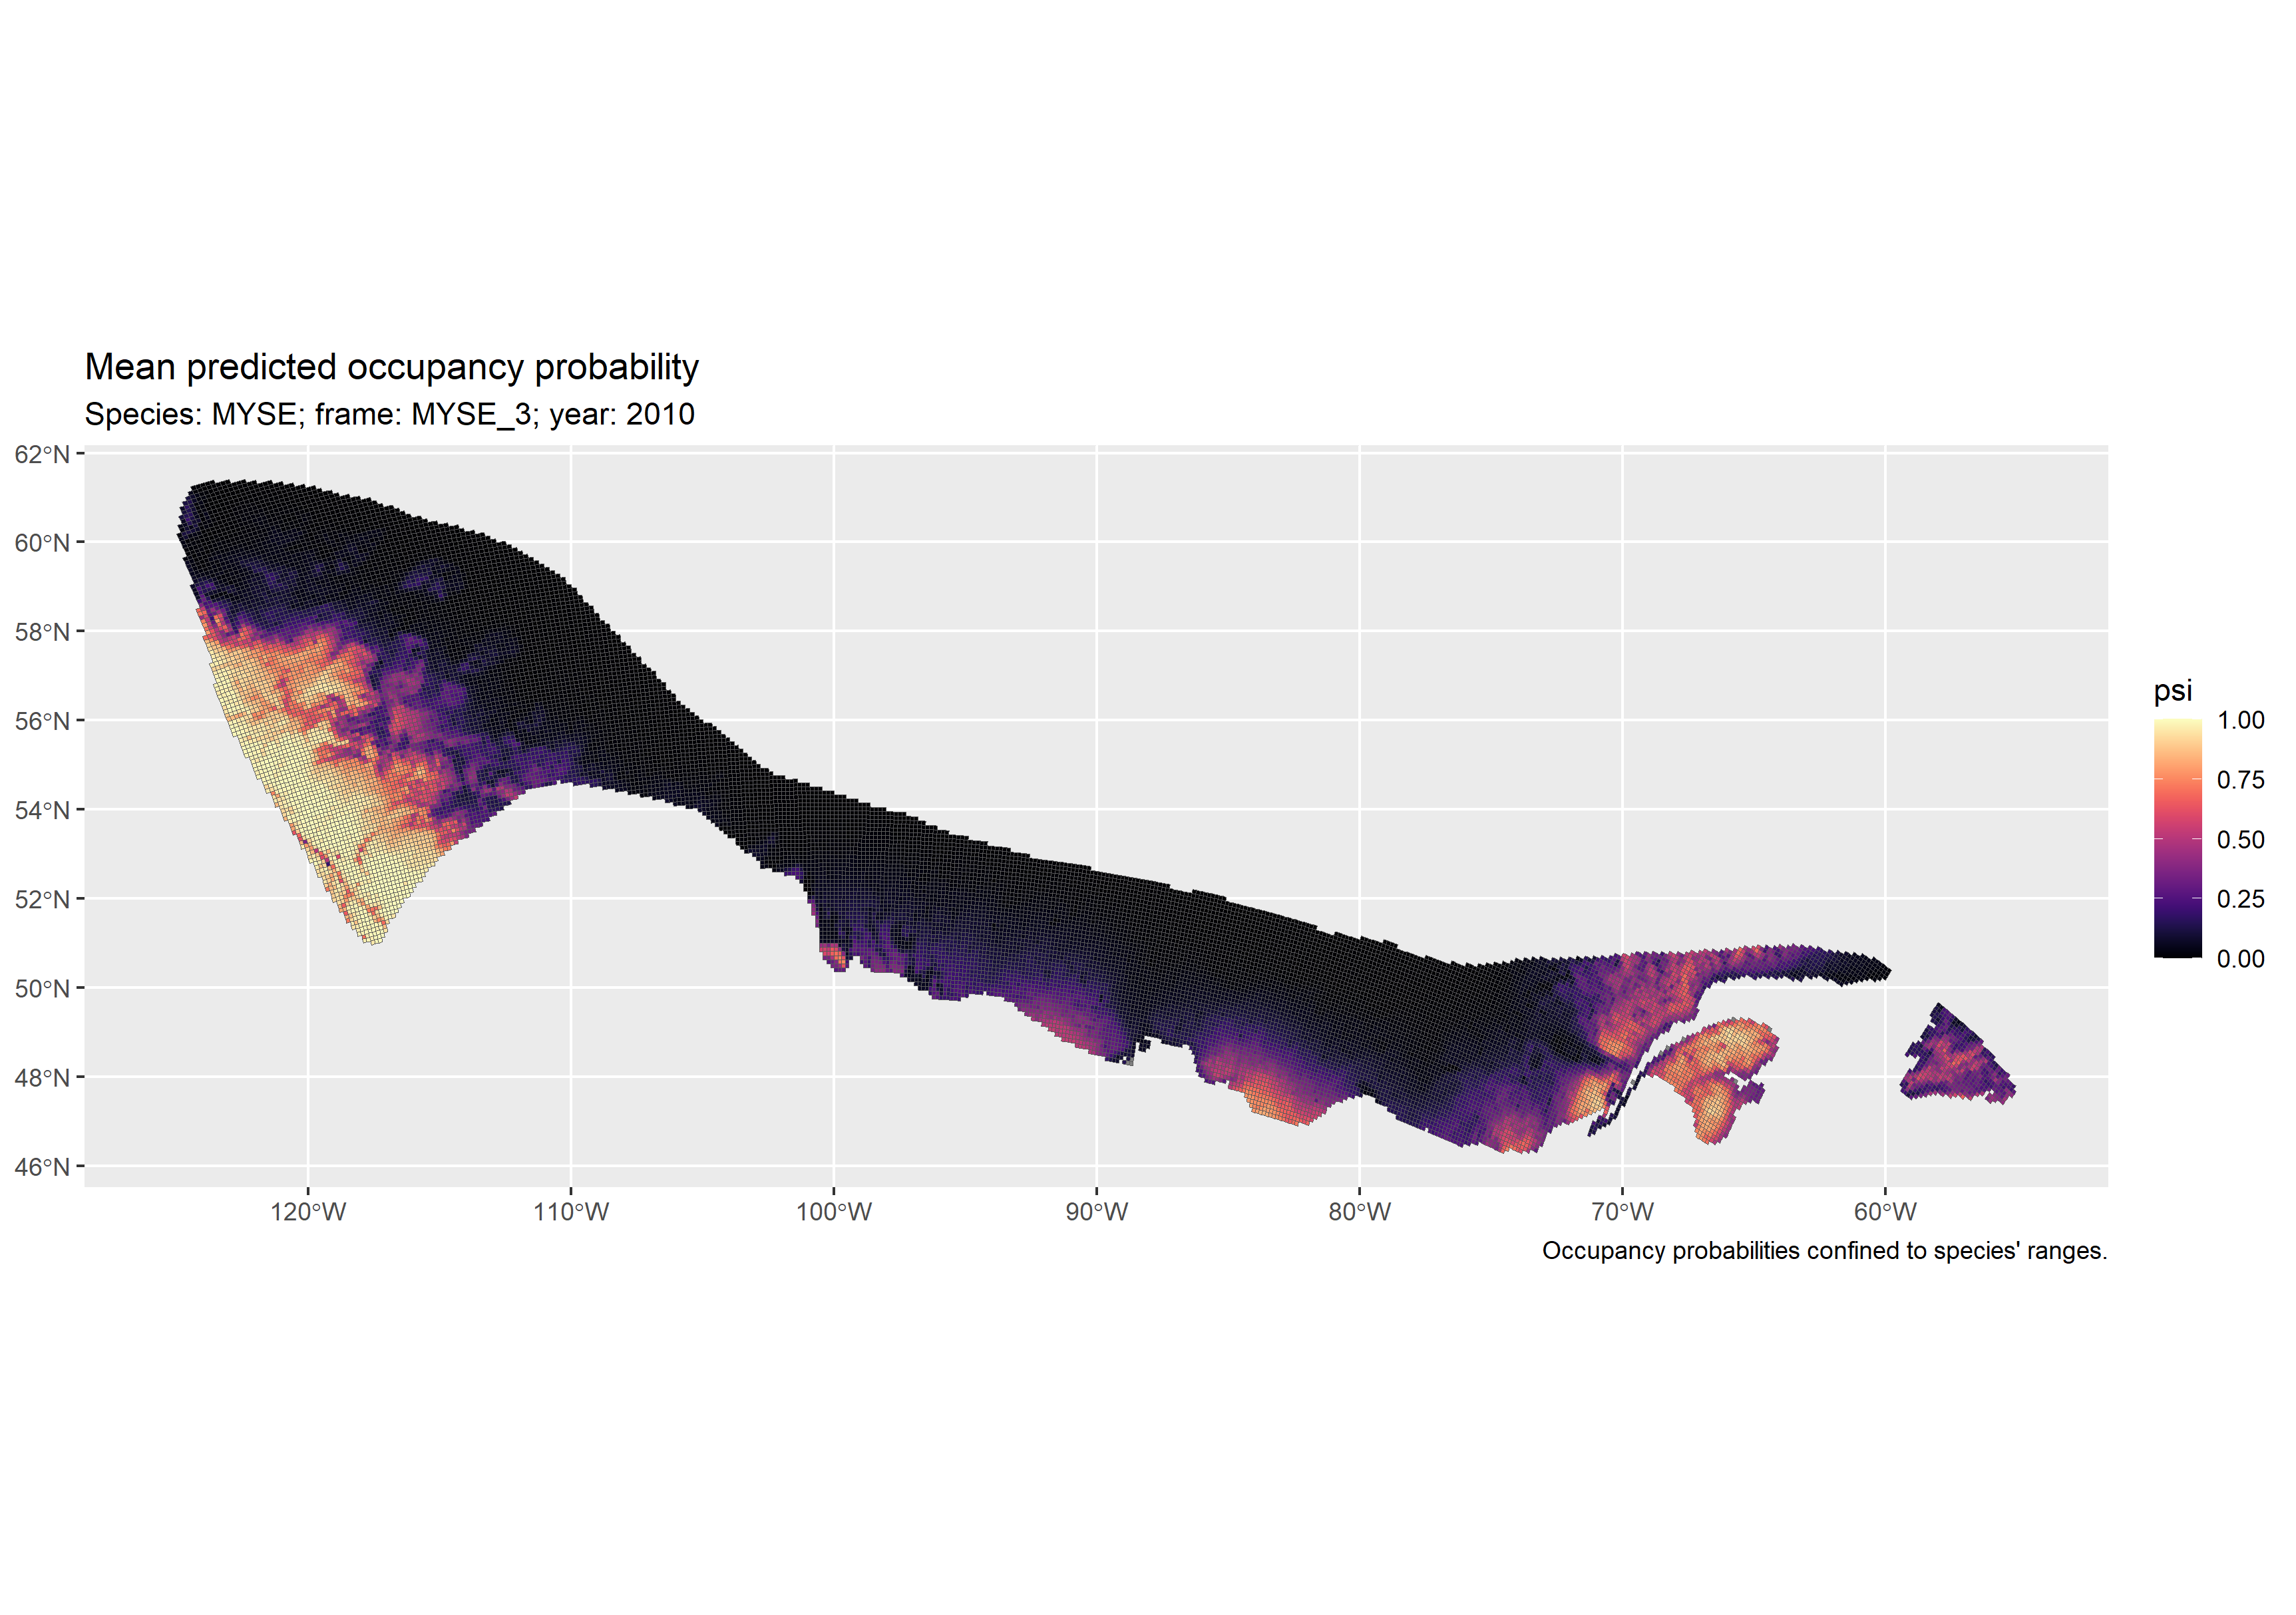 Mean predicted occupancy probability
Species: MYSE; frame: MYSE_3; year: 2010
62°N
60°N
58°N
56°N
54°N
52°N
50°N
48°N
46°N
120°W 110°W 100°W 90°W 80°W 70°W 60°W
psi
1.00
0.75
0.50
0.25
0.00
Occupancy probabilities confined to species' ranges.